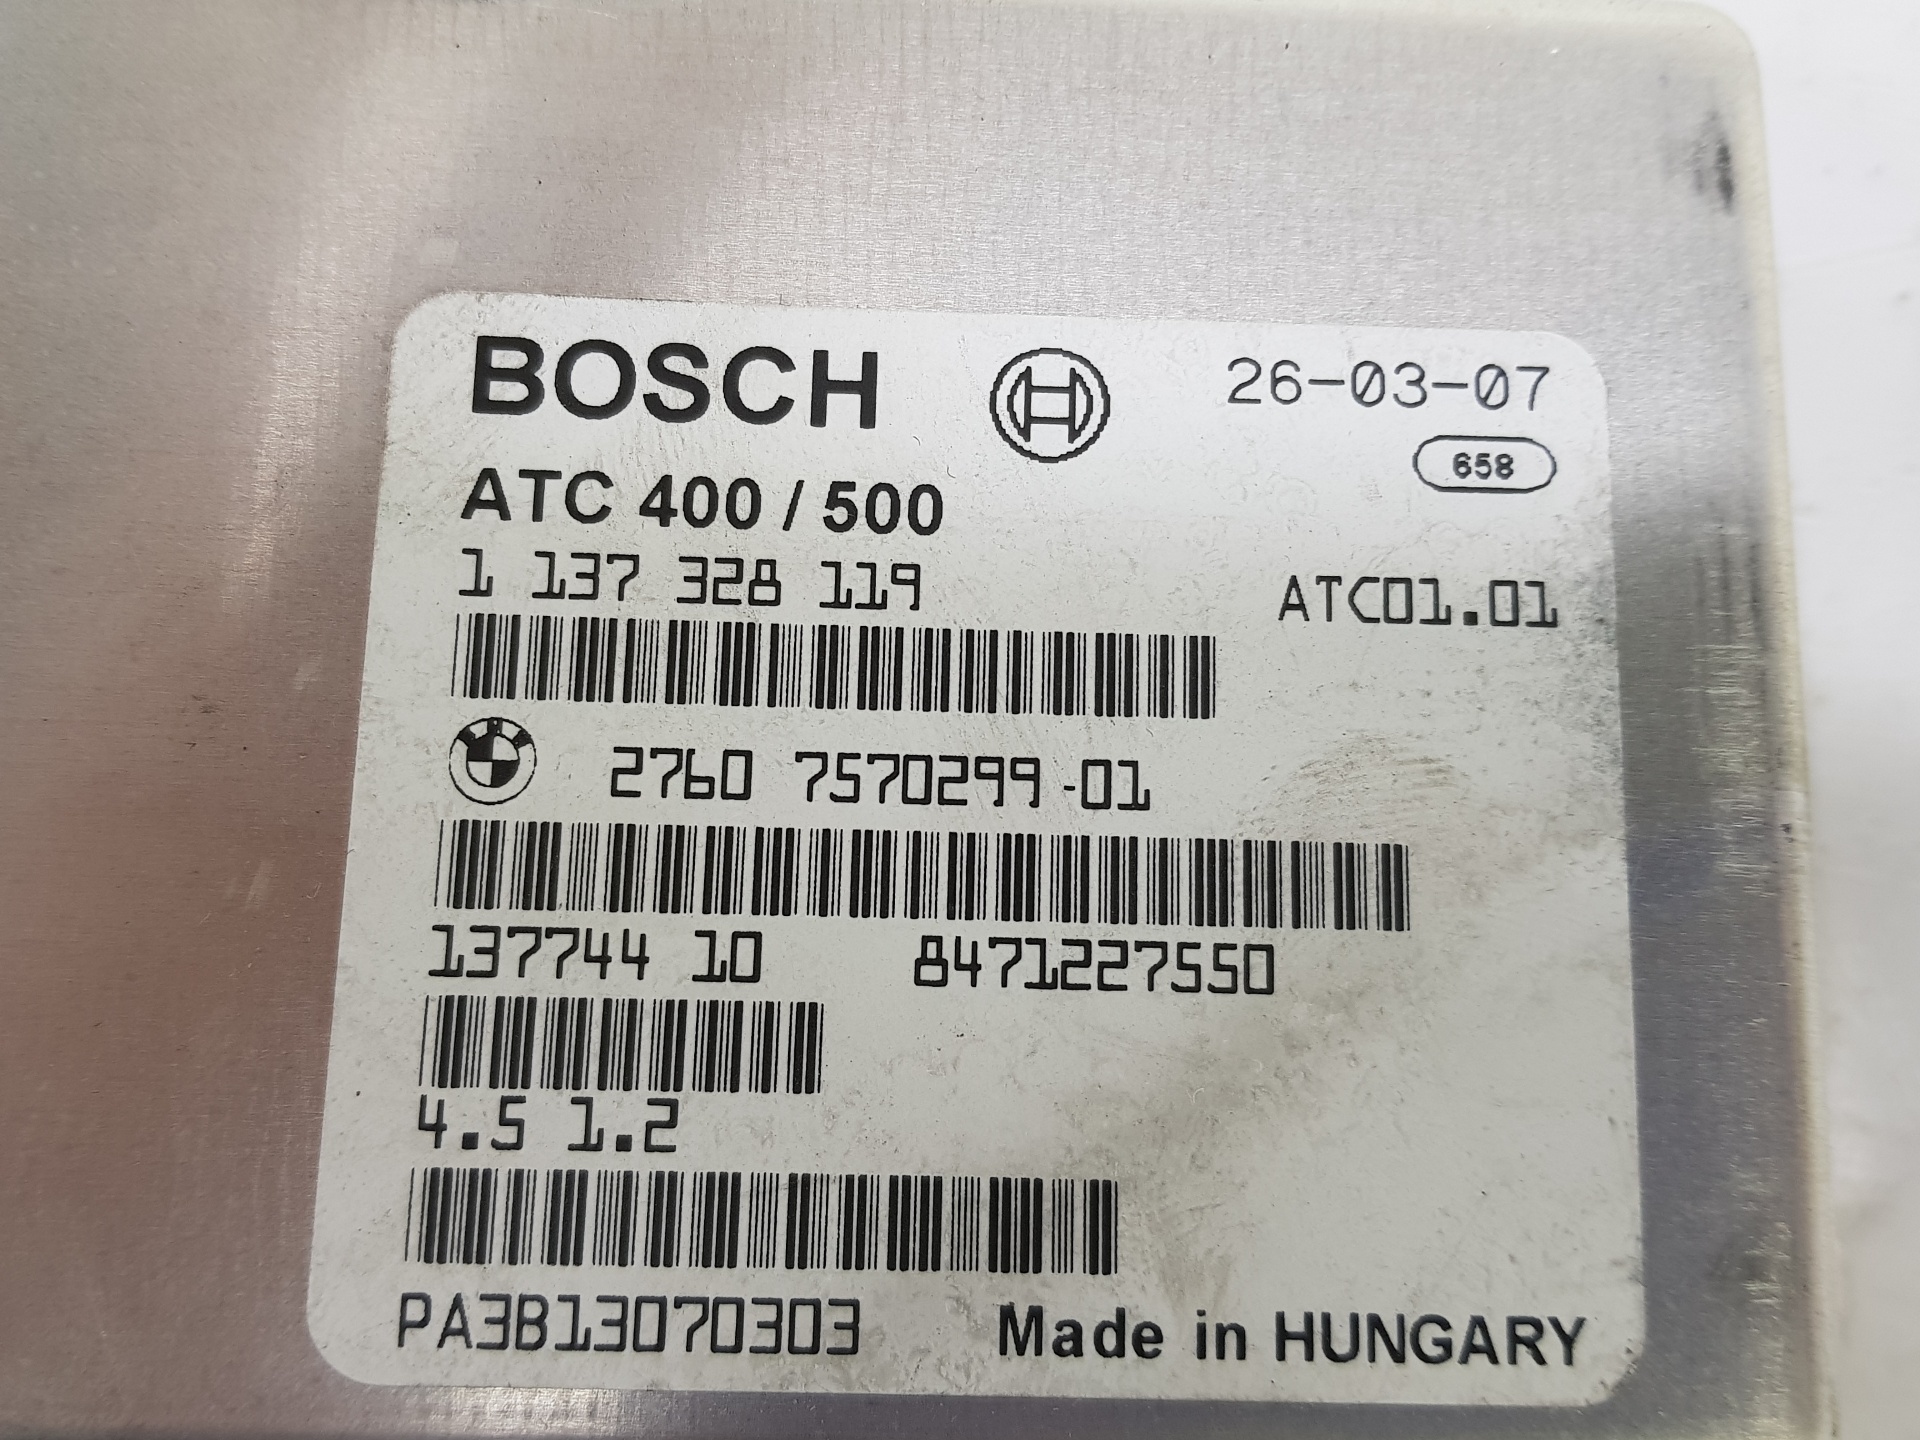 BOSCH 26-03-07
658
ATC 400 / 500
1 137 328 119 ATC01.01
BMW 2760 7570299-01
137744 10 8471227550
4.5 1.2
PA3B13070303 Made in HUNGARY